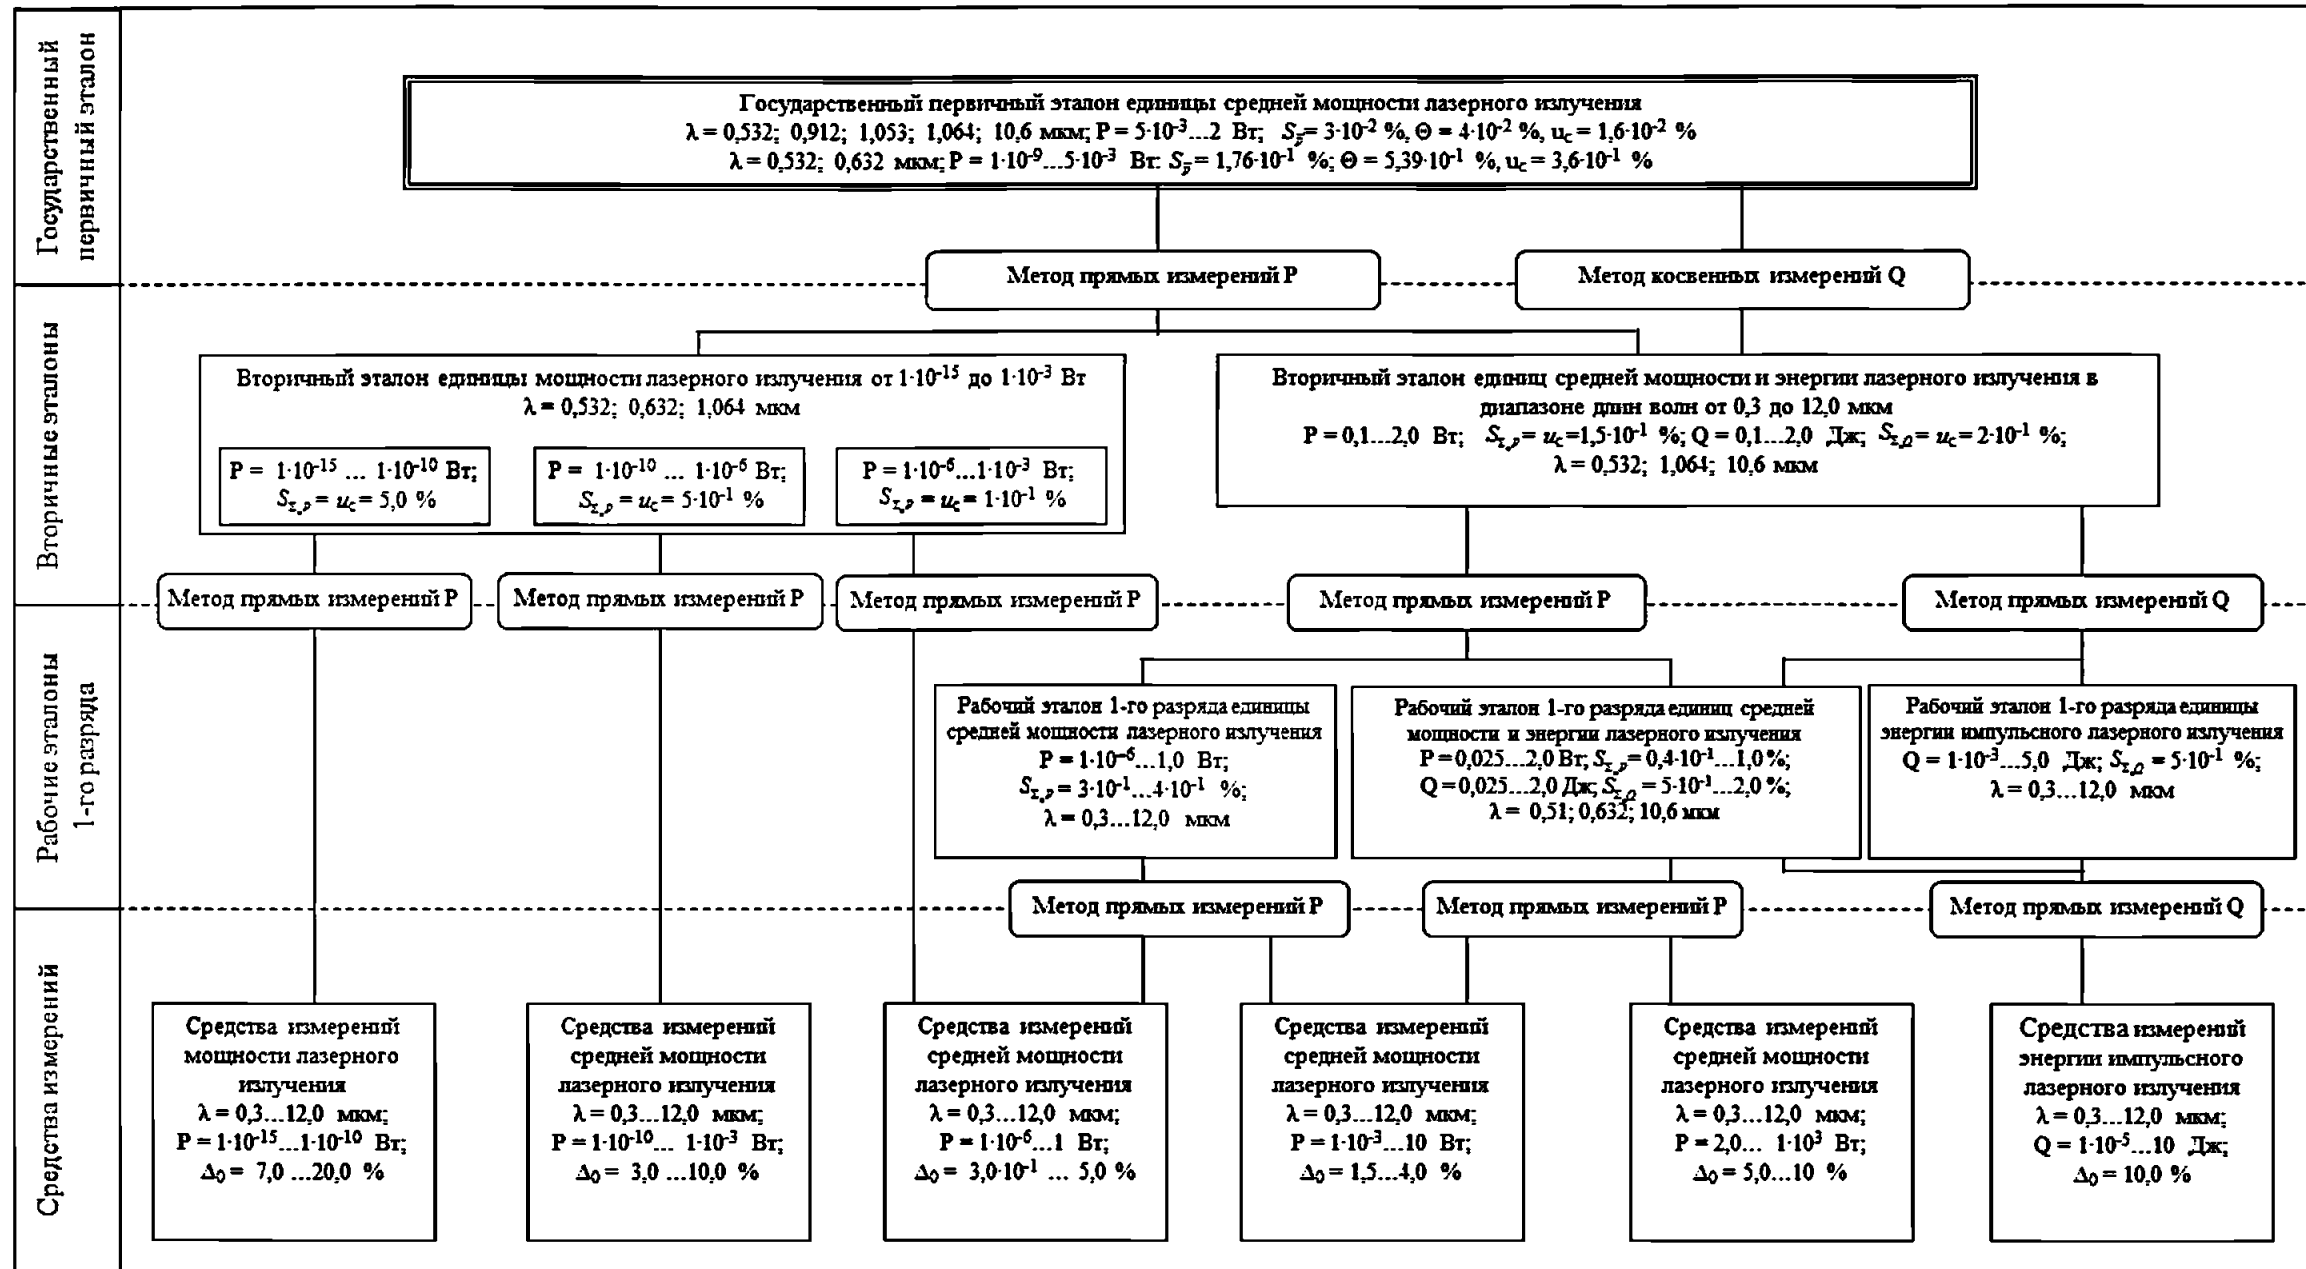 Государственный
первичный эталон
Государственный первичный эталон единицы средней мощности лазерного излучения
λ = 0,532; 0,912; 1,053; 1,064; 10,6 мкм; P = 5·10⁻³...2 Вт; S_p̅ = 3·10⁻² %, Θ = 4·10⁻² %, u_c = 1,6·10⁻² %
λ = 0,532; 0,632 мкм; P = 1·10⁻⁹...5·10⁻³ Вт: S_p̅ = 1,76·10⁻¹ %; Θ = 5,39·10⁻¹ %, u_c = 3,6·10⁻¹ %
Метод прямых измерений P
Метод косвенных измерений Q
Вторичные эталоны
Вторичный эталон единицы мощности лазерного излучения от 1·10⁻¹⁵ до 1·10⁻³ Вт
λ = 0,532; 0,632; 1,064 мкм
P = 1·10⁻¹⁵ ... 1·10⁻¹⁰ Вт;
S_Σ,P = u_c = 5,0 %
P = 1·10⁻¹⁰ ... 1·10⁻⁶ Вт;
S_Σ,P = u_c = 5·10⁻¹ %
P = 1·10⁻⁶...1·10⁻³ Вт;
S_Σ,P = u_c = 1·10⁻¹ %
Вторичный эталон единиц средней мощности и энергии лазерного излучения в
диапазоне длин волн от 0,3 до 12,0 мкм
P = 0,1...2,0 Вт; S_Σ,P = u_c =1,5·10⁻¹ %; Q = 0,1...2,0 Дж; S_Σ,Q = u_c = 2·10⁻¹ %;
λ = 0,532; 1,064; 10,6 мкм
Метод прямых измерений P
Метод прямых измерений P
Метод прямых измерений P
Метод прямых измерений P
Метод прямых измерений Q
Рабочие эталоны
1-го разряда
Рабочий эталон 1-го разряда единицы
средней мощности лазерного излучения
P = 1·10⁻⁶...1,0 Вт;
S_Σ,P = 3·10⁻¹...4·10⁻¹ %;
λ = 0,3...12,0 мкм
Рабочий эталон 1-го разряда единиц средней
мощности и энергии лазерного излучения
P = 0,025...2,0 Вт; S_Σ,P = 0,4·10⁻¹...1,0 %;
Q = 0,025...2,0 Дж; S_Σ,Q = 5·10⁻¹...2,0 %;
λ = 0,51; 0,632; 10,6 мкм
Рабочий эталон 1-го разряда единицы
энергии импульсного лазерного излучения
Q = 1·10⁻³...5,0 Дж; S_Σ,Q = 5·10⁻¹ %;
λ = 0,3...12,0 мкм
Метод прямых измерений P
Метод прямых измерений P
Метод прямых измерений Q
Средства измерений
Средства измерений
мощности лазерного
излучения
λ = 0,3...12,0 мкм;
P = 1·10⁻¹⁵...1·10⁻¹⁰ Вт;
Δ₀ = 7,0 ...20,0 %
Средства измерений
средней мощности
лазерного излучения
λ = 0,3...12,0 мкм;
P = 1·10⁻¹⁰... 1·10⁻³ Вт;
Δ₀ = 3,0 ...10,0 %
Средства измерений
средней мощности
лазерного излучения
λ = 0,3...12,0 мкм;
P = 1·10⁻⁶...1 Вт;
Δ₀ = 3,0·10⁻¹ ... 5,0 %
Средства измерений
средней мощности
лазерного излучения
λ = 0,3...12,0 мкм;
P = 1·10⁻³...10 Вт;
Δ₀ = 1,5...4,0 %
Средства измерений
средней мощности
лазерного излучения
λ = 0,3...12,0 мкм;
P = 2,0... 1·10³ Вт;
Δ₀ = 5,0...10 %
Средства измерений
энергии импульсного
лазерного излучения
λ = 0,3...12,0 мкм;
Q = 1·10⁻⁵...10 Дж;
Δ₀ = 10,0 %